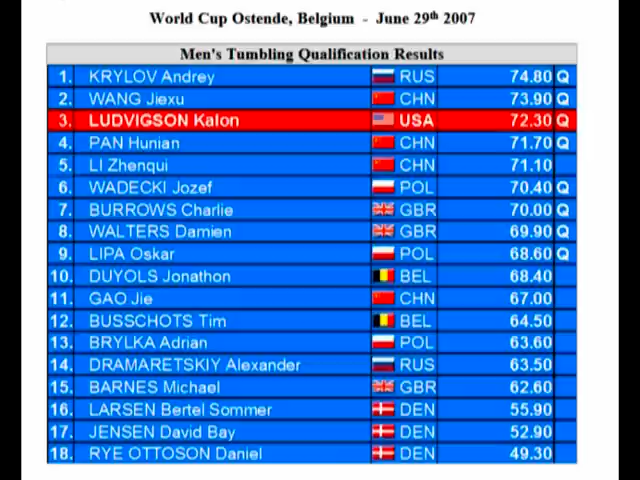 World Cup Ostende, Belgium - June 29th 2007
Men's Tumbling Qualification Results
1. KRYLOV Andrey RUS 74.80 Q
2. WANG Jiexu CHN 73.90 Q
3. LUDVIGSON Kalon USA 72.30 Q
4. PAN Hunian CHN 71.70 Q
5. LI Zhenqui CHN 71.10
6. WADECKI Jozef POL 70.40 Q
7. BURROWS Charlie GBR 70.00 Q
8. WALTERS Damien GBR 69.90 Q
9. LIPA Oskar POL 68.60 Q
10. DUYOLS Jonathon BEL 68.40
11. GAO Jie CHN 67.00
12. BUSSCHOTS Tim BEL 64.50
13. BRYLKA Adrian POL 63.60
14. DRAMARETSKIY Alexander RUS 63.50
15. BARNES Michael GBR 62.60
16. LARSEN Bertel Sommer DEN 55.90
17. JENSEN David Bay DEN 52.90
18. RYE OTTOSON Daniel DEN 49.30